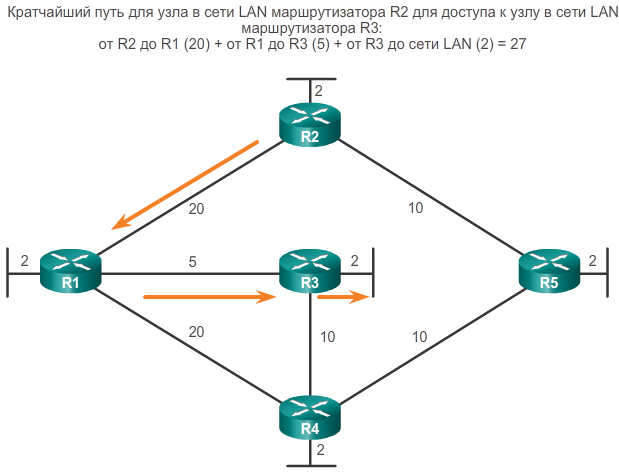 Кратчайший путь для узла в сети LAN маршрутизатора R2 для доступа к узлу в сети LAN
маршрутизатора R3:
от R2 до R1 (20) + от R1 до R3 (5) + от R3 до сети LAN (2) = 27
2
R2
20
10
2
R1
5
R3
2
R5
2
20
10
10
R4
2